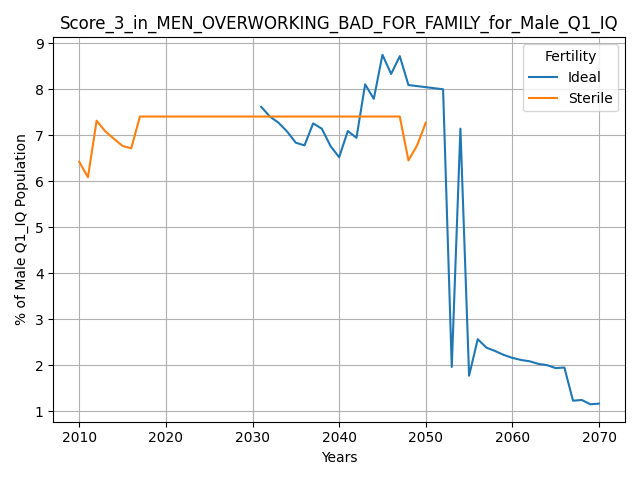 Score_3_in_MEN_OVERWORKING_BAD_FOR_FAMILY_for_Male_Q1_IQ
% of Male Q1_IQ Population
9
8
7
6
5
4
3
2
1
Fertility
Ideal
Sterile
2010 2020 2030 2040 2050 2060 2070
Years